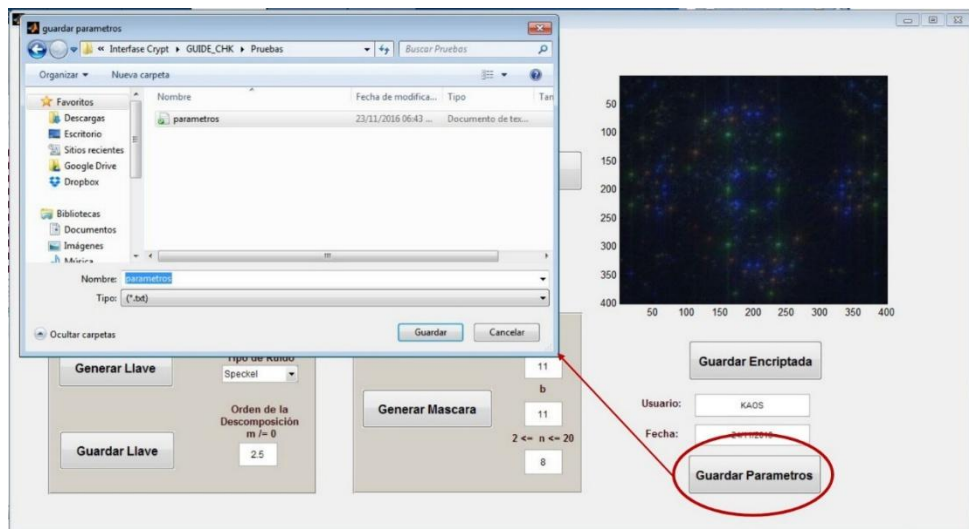 guardar parametros
« Interfase Crypt ▸ GUIDE_CHK ▸ Pruebas
Buscar Pruebas
Organizar
Nueva carpeta
Favoritos
Descargas
Escritorio
Sitios recientes
Google Drive
Dropbox
Bibliotecas
Documentos
Imágenes
Música
Nombre
Fecha de modifica...
Tipo
Tan
parametros
23/11/2016 06:43 ...
Documento de tex...
Nombre: parametros
Tipo: (*.txt)
Ocultar carpetas
Guardar
Cancelar
50
100
150
200
250
300
350
400
50 100 150 200 250 300 350 400
Generar Llave
Tipo de Ruido
Speckel
Orden de la
Descomposición
m /= 0
2.5
Guardar Llave
Generar Mascara
11
b
11
2 <= n <= 20
8
Guardar Encriptada
Usuario: KAOS
Fecha:
Guardar Parametros